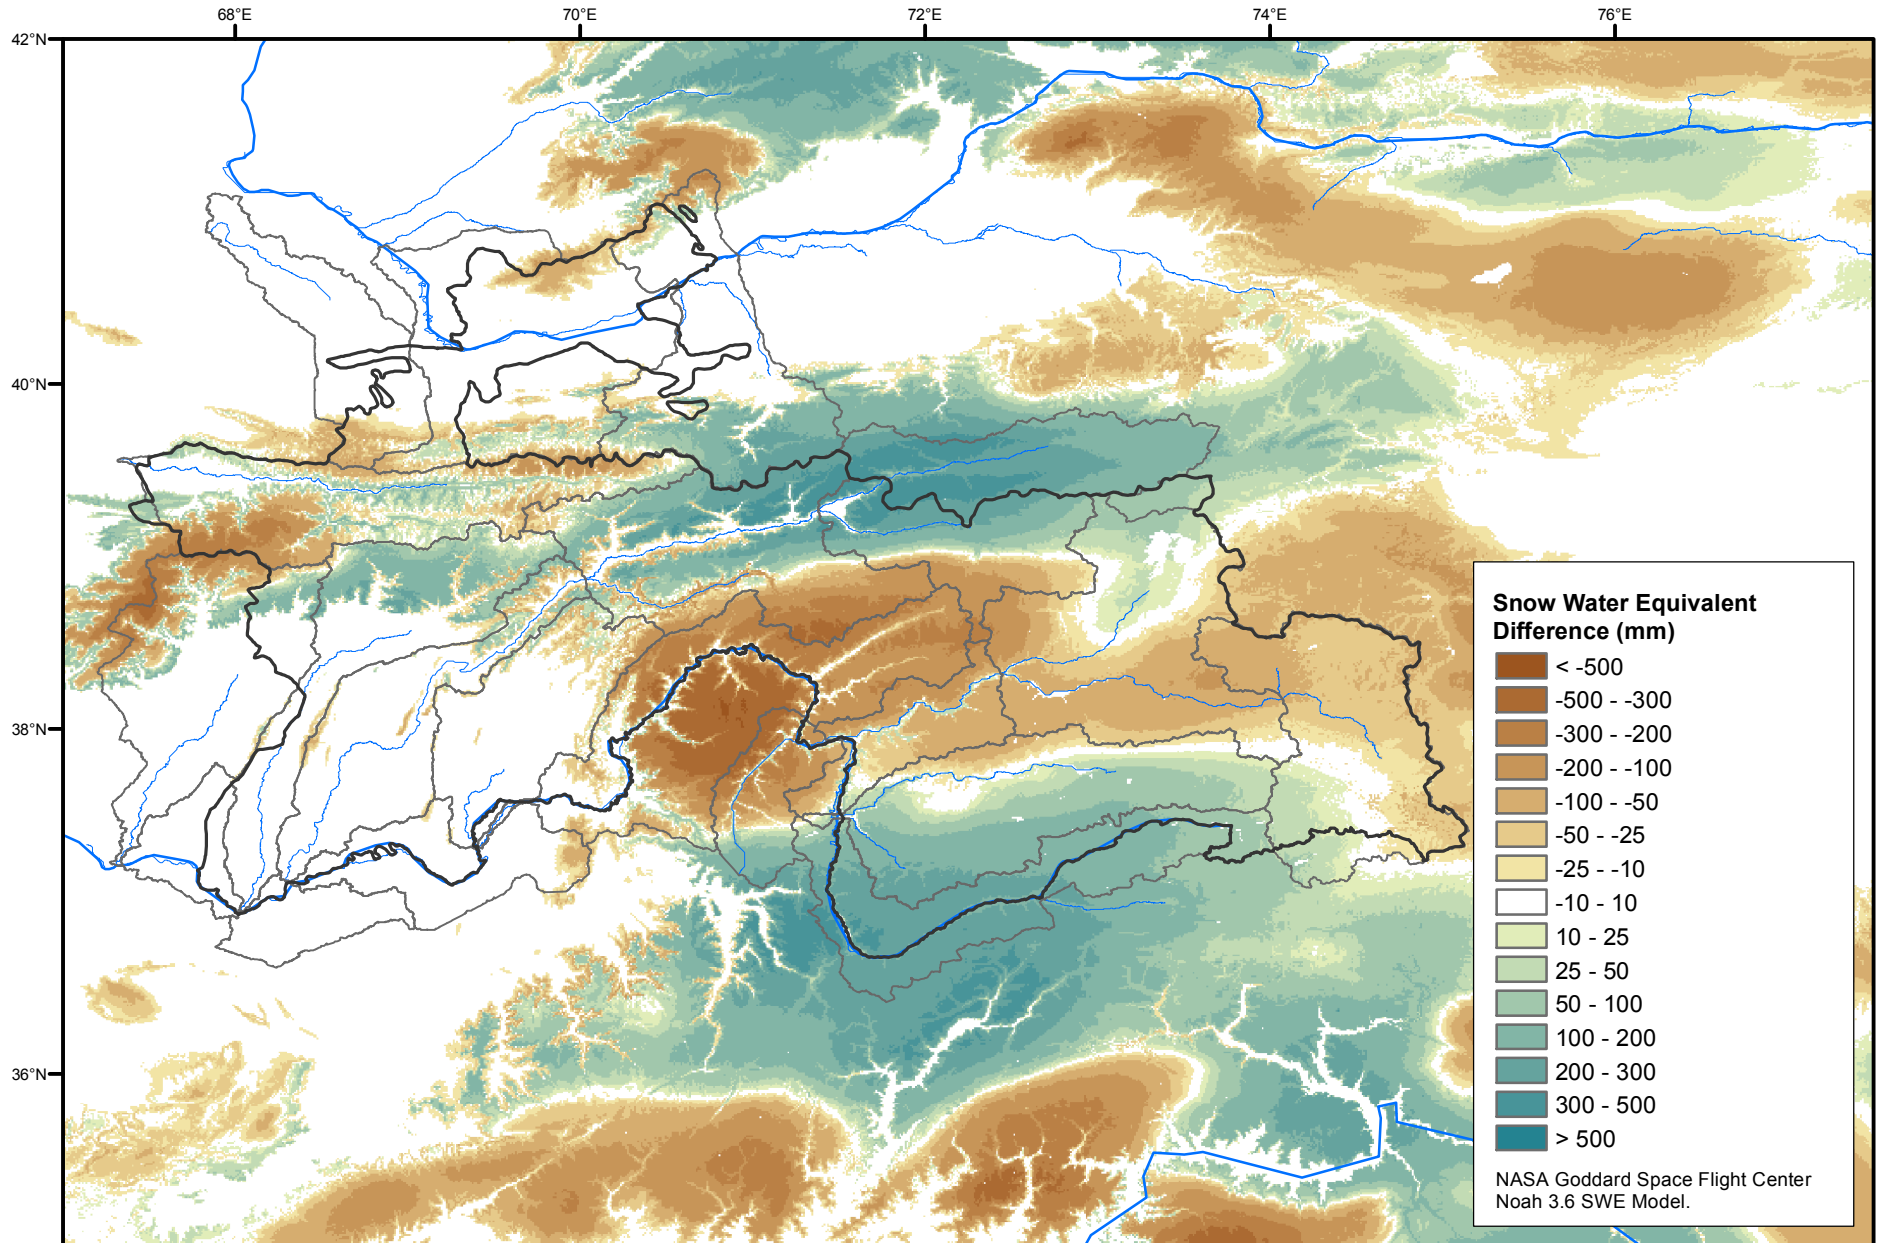 68°E
70°E
72°E
74°E
76°E
42°N
40°N
38°N
36°N
Snow Water Equivalent
Difference (mm)
< -500
-500 - -300
-300 - -200
-200 - -100
-100 - -50
-50 - -25
-25 - -10
-10 - 10
10 - 25
25 - 50
50 - 100
100 - 200
200 - 300
300 - 500
> 500
NASA Goddard Space Flight Center
Noah 3.6 SWE Model.